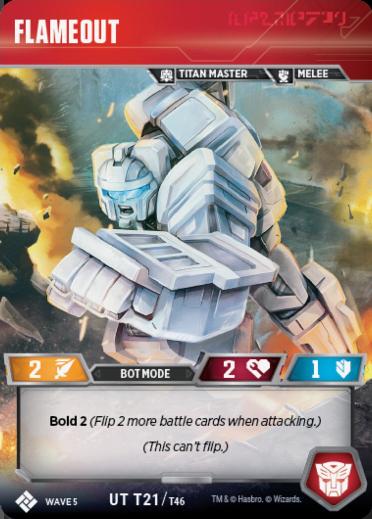 FLAMEOUT
TITAN MASTER MELEE
2 BOT MODE 2 1
Bold 2 (Flip 2 more battle cards when attacking.)
(This can't flip.)
WAVE 5 UT T21/T46 TM & © Hasbro. © Wizards.